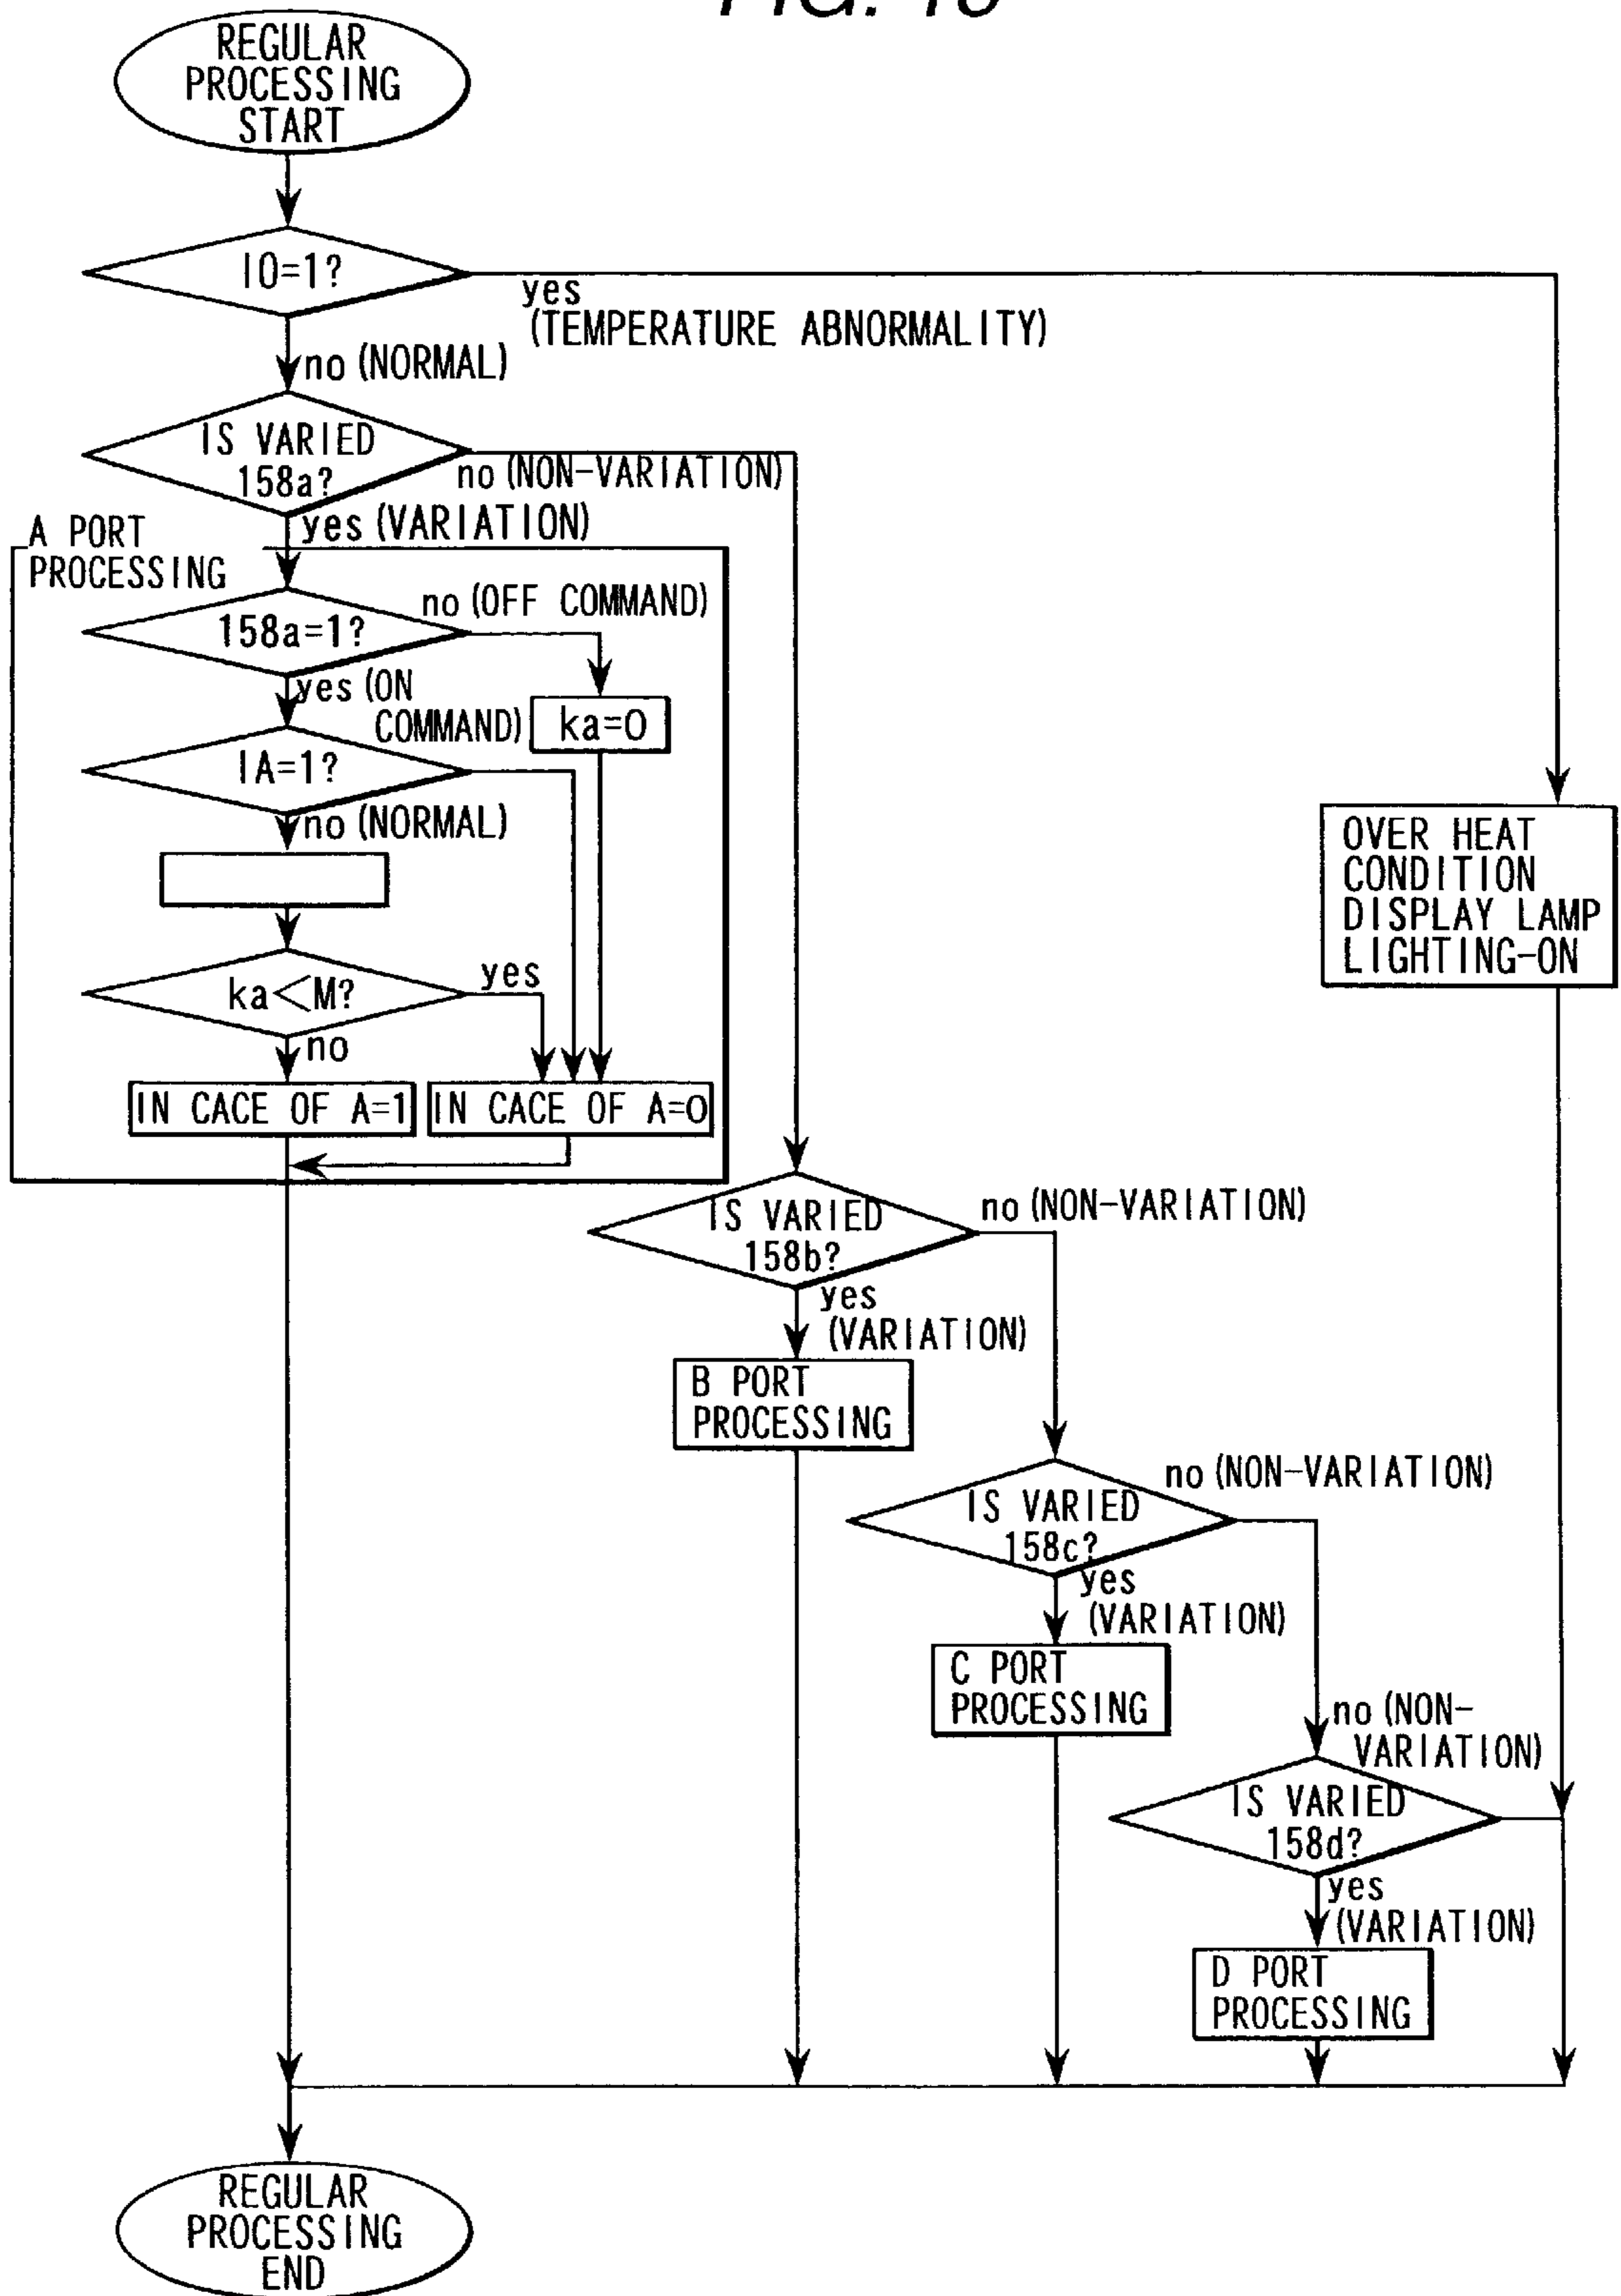 REGULAR
PROCESSING
START
IO=1?
yes
(TEMPERATURE ABNORMALITY)
no (NORMAL)
IS VARIED
158a?
no (NON-VARIATION)
yes (VARIATION)
A PORT
PROCESSING
158a=1?
no (OFF COMMAND)
yes (ON
COMMAND)
ka=0
IA=1?
no (NORMAL)
ka<M?
yes
no
IN CACE OF A=1
IN CACE OF A=0
OVER HEAT
CONDITION
DISPLAY LAMP
LIGHTING-ON
IS VARIED
158b?
no (NON-VARIATION)
yes
(VARIATION)
B PORT
PROCESSING
IS VARIED
158c?
no (NON-VARIATION)
yes
(VARIATION)
C PORT
PROCESSING
no (NON-
VARIATION)
IS VARIED
158d?
yes
(VARIATION)
D PORT
PROCESSING
REGULAR
PROCESSING
END